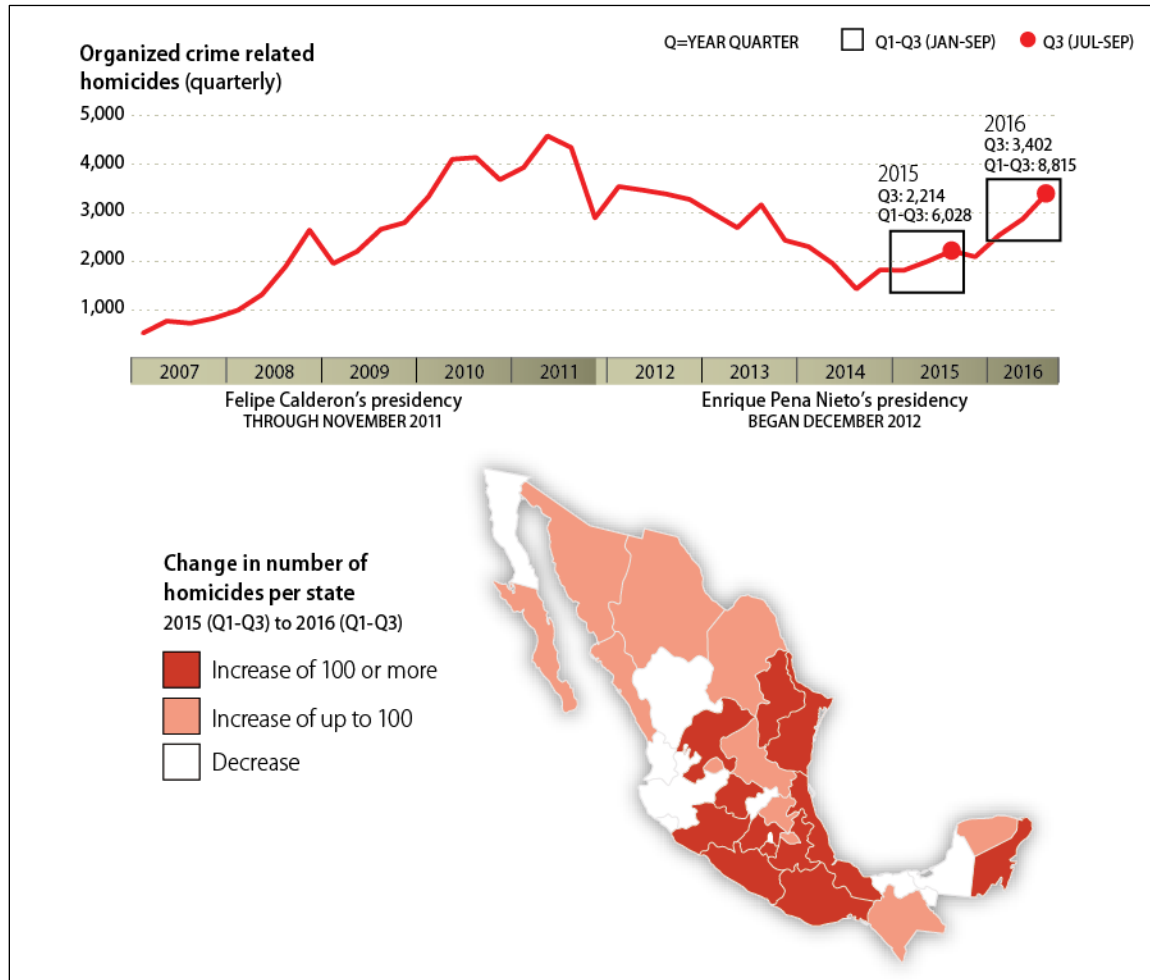 Organized crime related
homicides (quarterly)
Q=YEAR QUARTER
Q1-Q3 (JAN-SEP)
Q3 (JUL-SEP)
5,000
4,000
3,000
2,000
1,000
2015
Q3: 2,214
Q1-Q3: 6,028
2016
Q3: 3,402
Q1-Q3: 8,815
2007
2008
2009
2010
2011
2012
2013
2014
2015
2016
Felipe Calderon's presidency
THROUGH NOVEMBER 2011
Enrique Pena Nieto's presidency
BEGAN DECEMBER 2012
Change in number of
homicides per state
2015 (Q1-Q3) to 2016 (Q1-Q3)
Increase of 100 or more
Increase of up to 100
Decrease